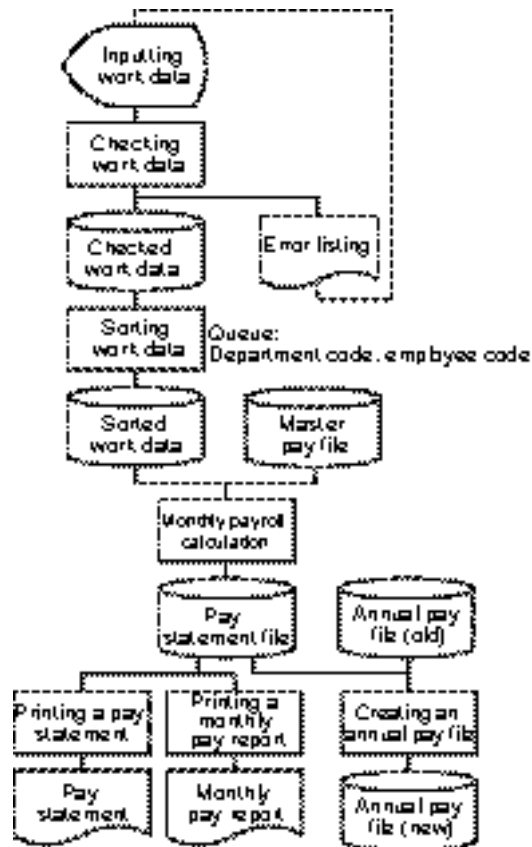 Inputting
work data
Checking
work data
Checked
work data
Error listing
Sorting
work data
Queue:
Department code, employee code
Sorted
work data
Master
pay file
Monthly payroll
calculation
Pay
statement file
Annual pay
file (old)
Printing a pay
statement
Printing a
monthly
pay report
Creating an
annual pay file
Pay
statement
Monthly
pay report
Annual pay
file (new)